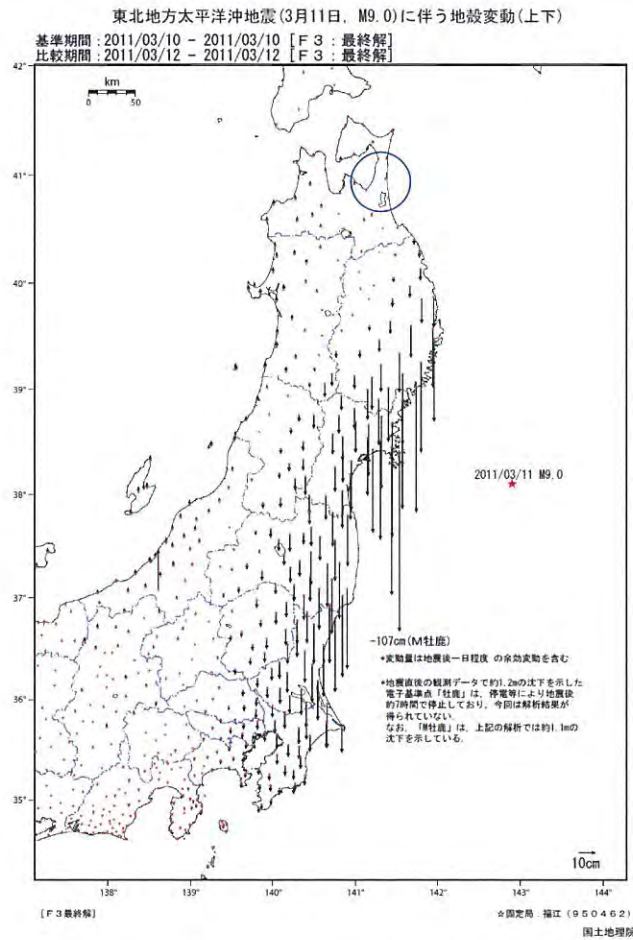 東北地方太平洋沖地震(3月11日, M9.0)に伴う地殻変動(上下)
基準期間:2011/03/10 - 2011/03/10 [F3:最終解]
比較期間:2011/03/12 - 2011/03/12 [F3:最終解]
42°
km
0 50
41°
40°
39°
2011/03/11 M9.0
38°
37°
-107cm(M牡鹿)
*変動量は地震後一日程度 の余効変動を含む
*地震直後の観測データで約1.2mの沈下を示した
電子基準点「牡鹿」は、停電等により地震後
約7時間で停止しており、今回は解析結果が
得られていない.
なお、「M牡鹿」は、上記の解析では約1.1mの
沈下を示している.
36°
35°
10cm
138° 139° 140° 141° 142° 143° 144°
[F3最終解]
☆固定局 福江 (950462)
国土地理院